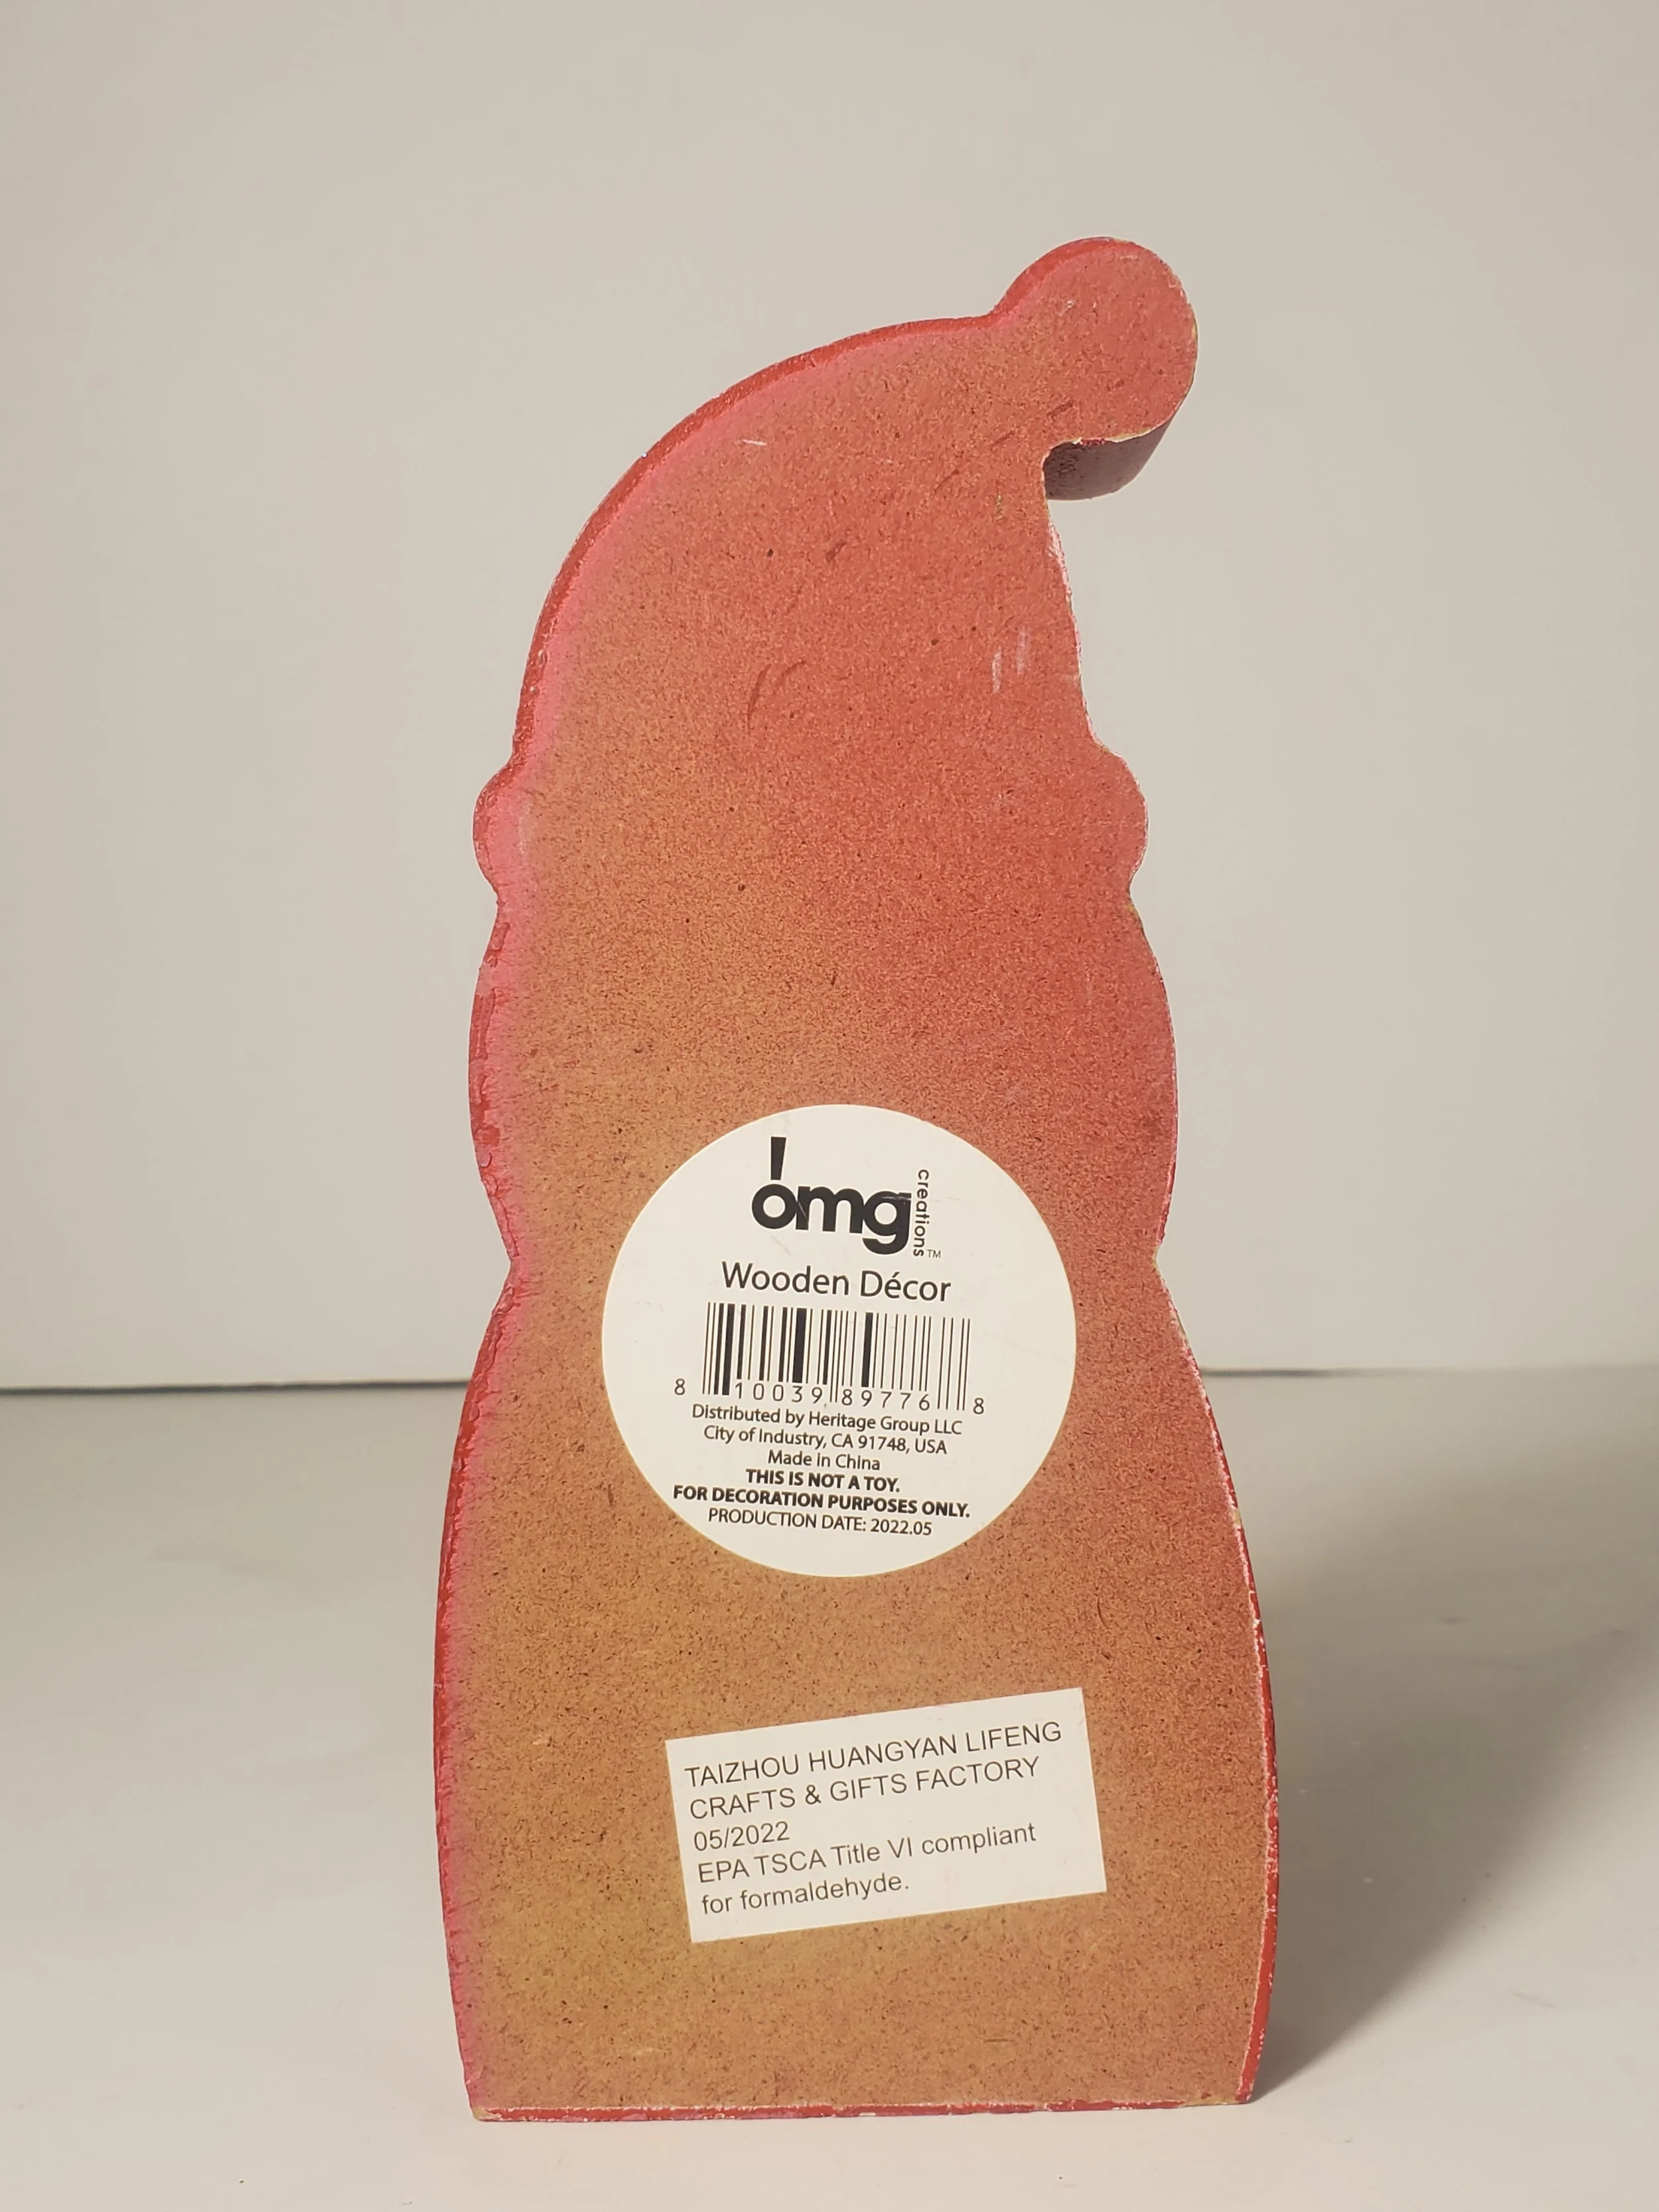 omg creations™
Wooden Décor
8 10039 89776 8
Distributed by Heritage Group LLC
City of Industry, CA 91748, USA
Made in China
THIS IS NOT A TOY.
FOR DECORATION PURPOSES ONLY.
PRODUCTION DATE: 2022.05
TAIZHOU HUANGYAN LIFENG
CRAFTS & GIFTS FACTORY
05/2022
EPA TSCA Title VI compliant
for formaldehyde.